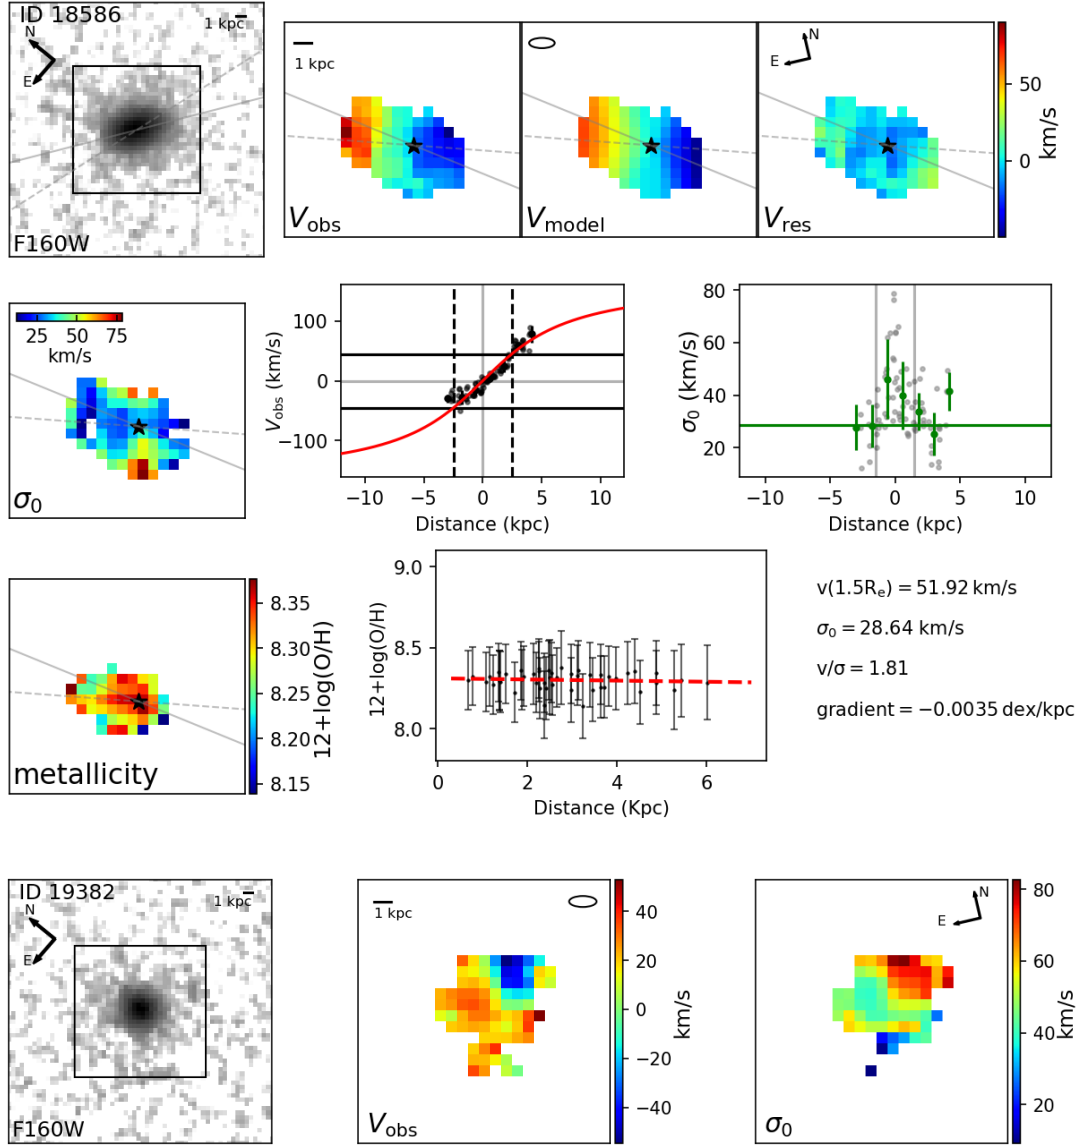 ID 18586
N
E
1 kpc
F160W
1 kpc
V_obs
V_model
N
E
V_res
50
0
km/s
25 50 75
km/s
σ_0
100
0
−100
V_obs (km/s)
−10 −5 0 5 10
Distance (kpc)
80
60
40
20
σ_0 (km/s)
−10 −5 0 5 10
Distance (kpc)
metallicity
8.35
8.30
8.25
8.20
8.15
12+log(O/H)
9.0
8.5
8.0
12+log(O/H)
0 2 4 6
Distance (Kpc)
v(1.5R_e) = 51.92 km/s
σ_0 = 28.64 km/s
v/σ = 1.81
gradient = −0.0035 dex/kpc
ID 19382
N
E
1 kpc
F160W
1 kpc
V_obs
40
20
0
−20
−40
km/s
N
E
σ_0
80
60
40
20
km/s